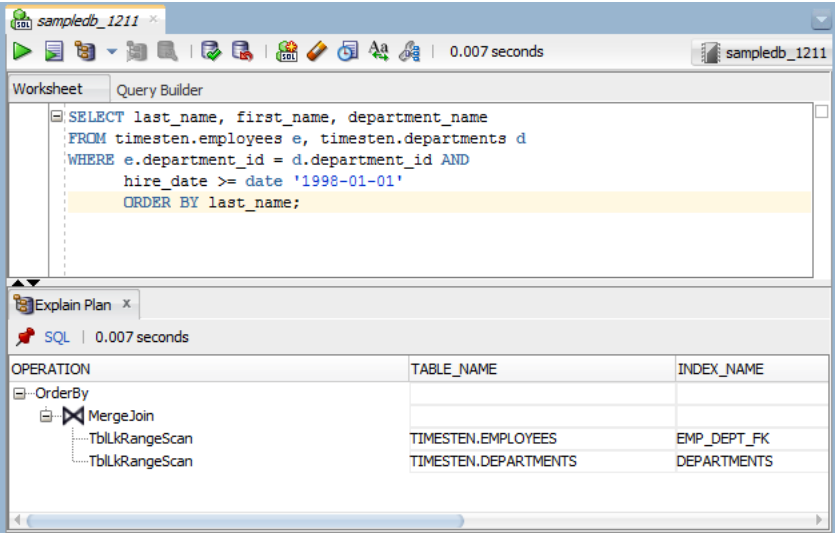 sampledb_1211
0.007 seconds
sampledb_1211
Worksheet Query Builder
SELECT last_name, first_name, department_name
FROM timesten.employees e, timesten.departments d
WHERE e.department_id = d.department_id AND
hire_date >= date '1998-01-01'
ORDER BY last_name;
Explain Plan x
SQL | 0.007 seconds
OPERATION TABLE_NAME INDEX_NAME
OrderBy
MergeJoin
TblLkRangeScan TIMESTEN.EMPLOYEES EMP_DEPT_FK
TblLkRangeScan TIMESTEN.DEPARTMENTS DEPARTMENTS